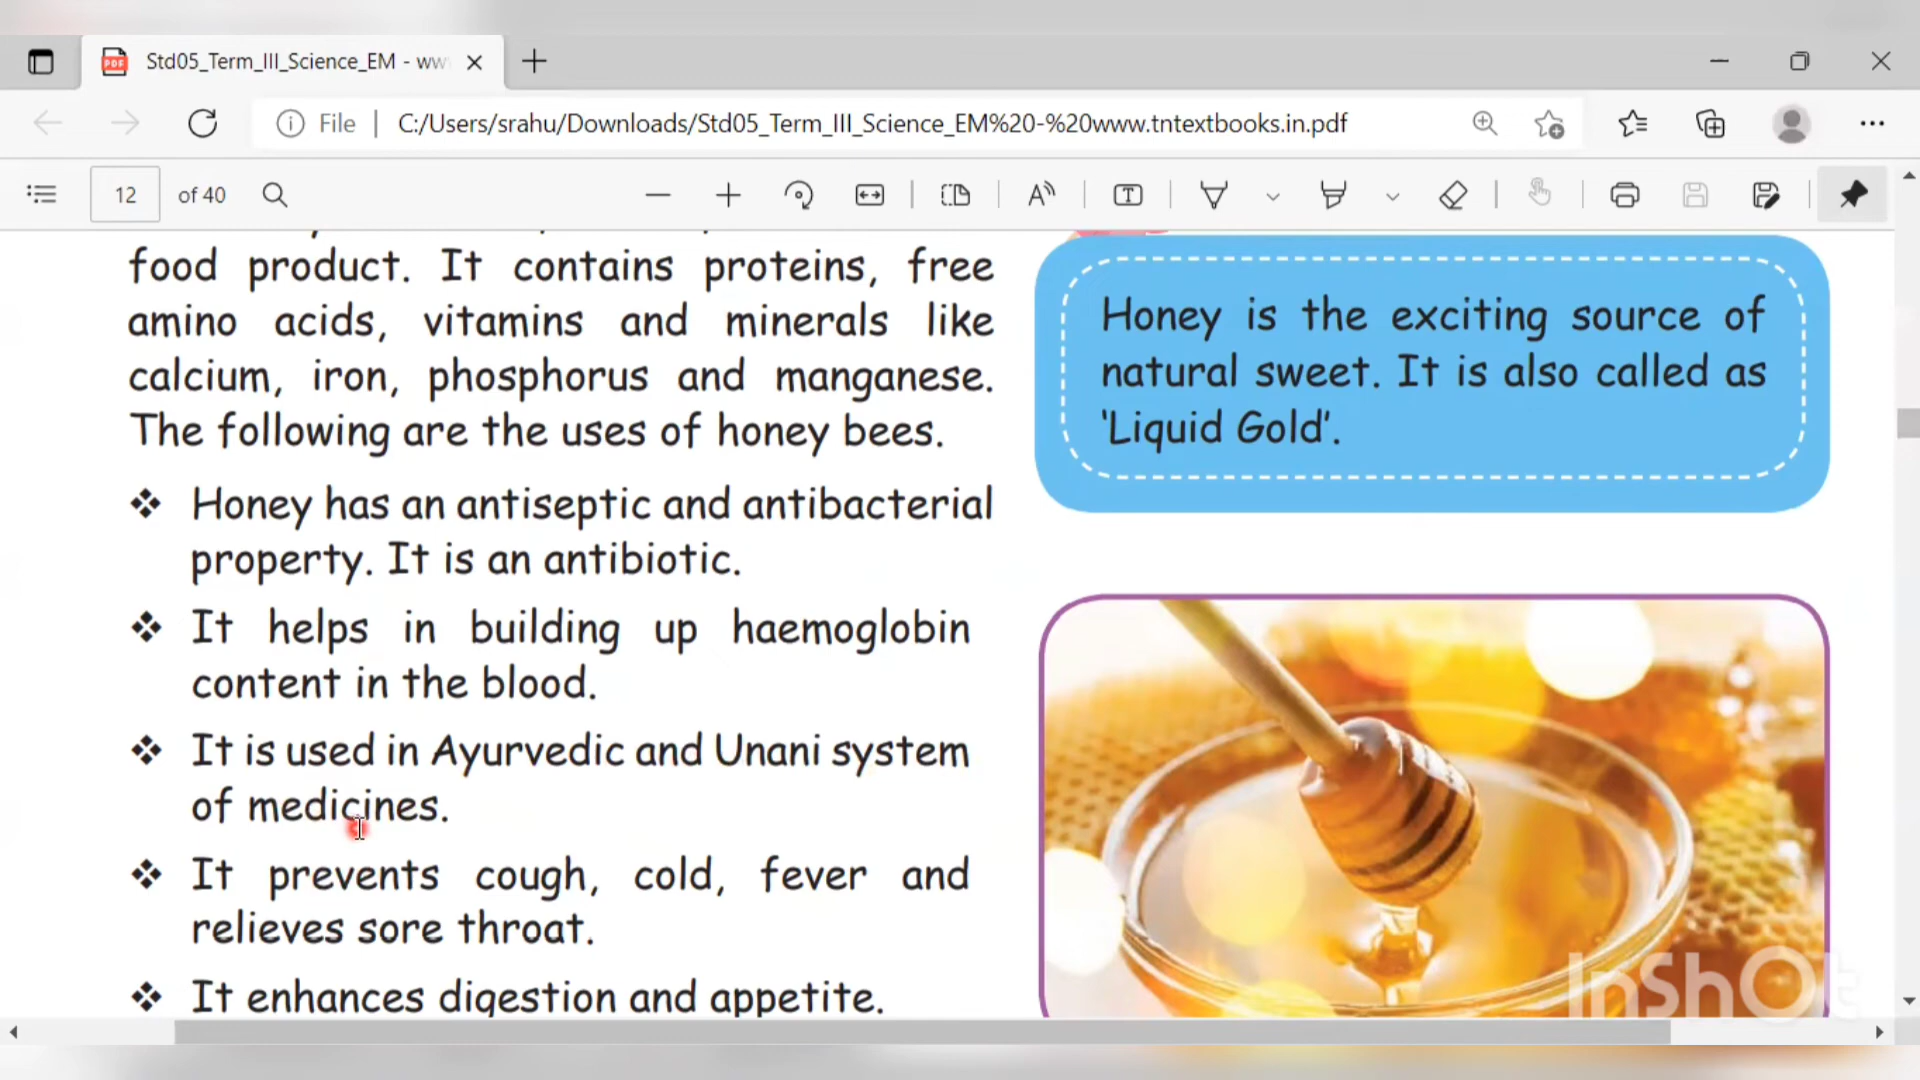 Std05_Term_III_Science_EM - ww
File
C:/Users/srahu/Downloads/Std05_Term_III_Science_EM%20-%20www.tntextbooks.in.pdf
12 of 40
food product. It contains proteins, free
amino acids, vitamins and minerals like
calcium, iron, phosphorus and manganese.
The following are the uses of honey bees.
❖ Honey has an antiseptic and antibacterial
property. It is an antibiotic.
❖ It helps in building up haemoglobin
content in the blood.
❖ It is used in Ayurvedic and Unani system
of medicines.
❖ It prevents cough, cold, fever and
relieves sore throat.
❖ It enhances digestion and appetite.
Honey is the exciting source of
natural sweet. It is also called as
‘Liquid Gold’.
InShOt